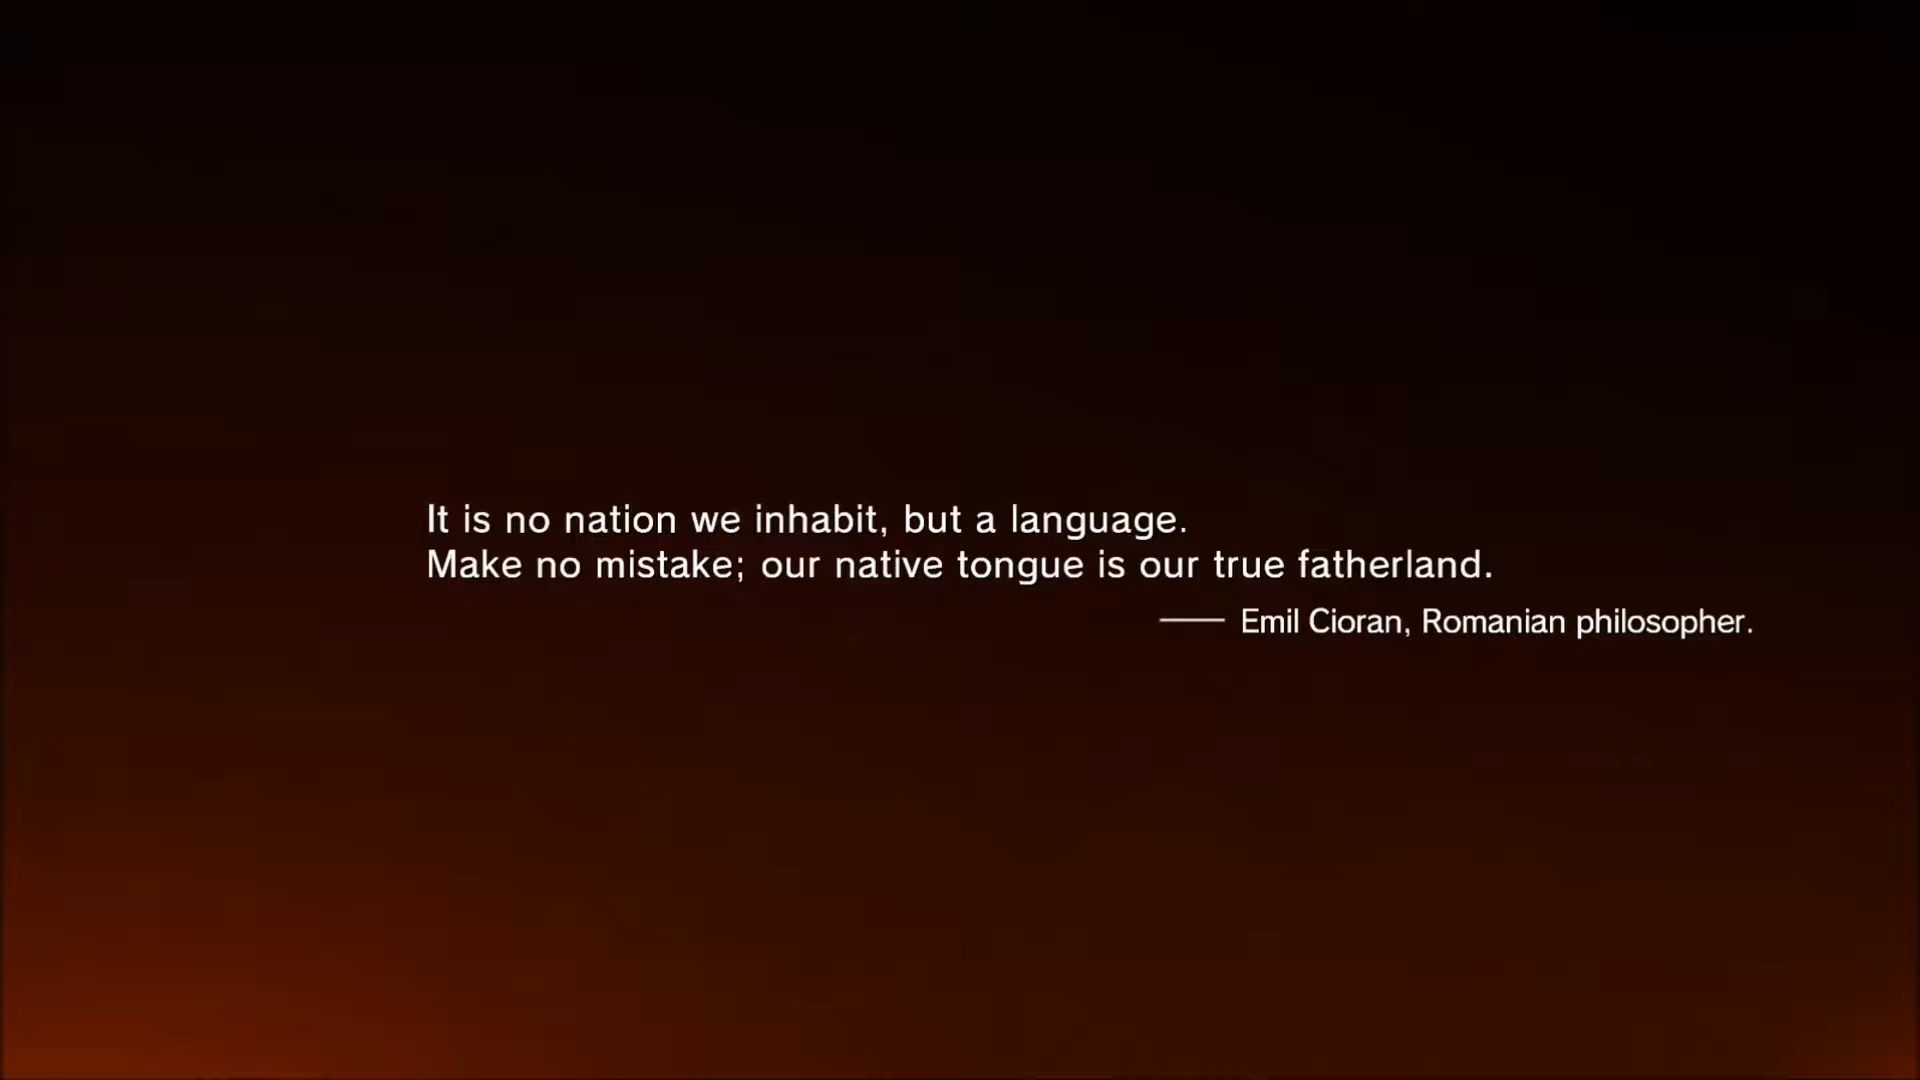 It is no nation we inhabit, but a language.
Make no mistake; our native tongue is our true fatherland.
—— Emil Cioran, Romanian philosopher.